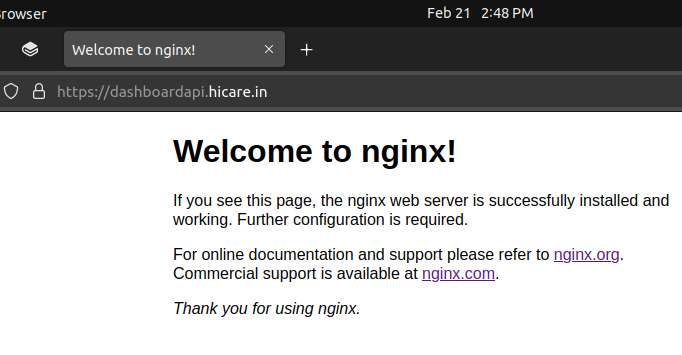 Browser
Feb 21 2:48 PM
Welcome to nginx!
https://dashboardapi.hicare.in
Welcome to nginx!
If you see this page, the nginx web server is successfully installed and
working. Further configuration is required.
For online documentation and support please refer to nginx.org.
Commercial support is available at nginx.com.
Thank you for using nginx.